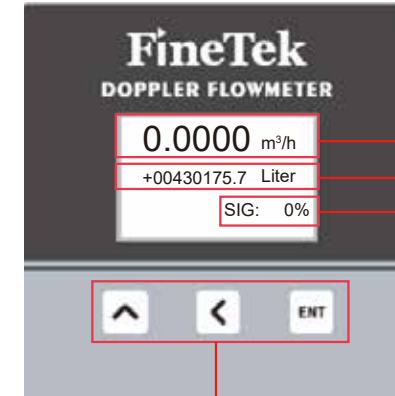 FineTek
DOPPLER FLOWMETER
0.0000 m³/h
+00430175.7 Liter
SIG: 0%
ENT